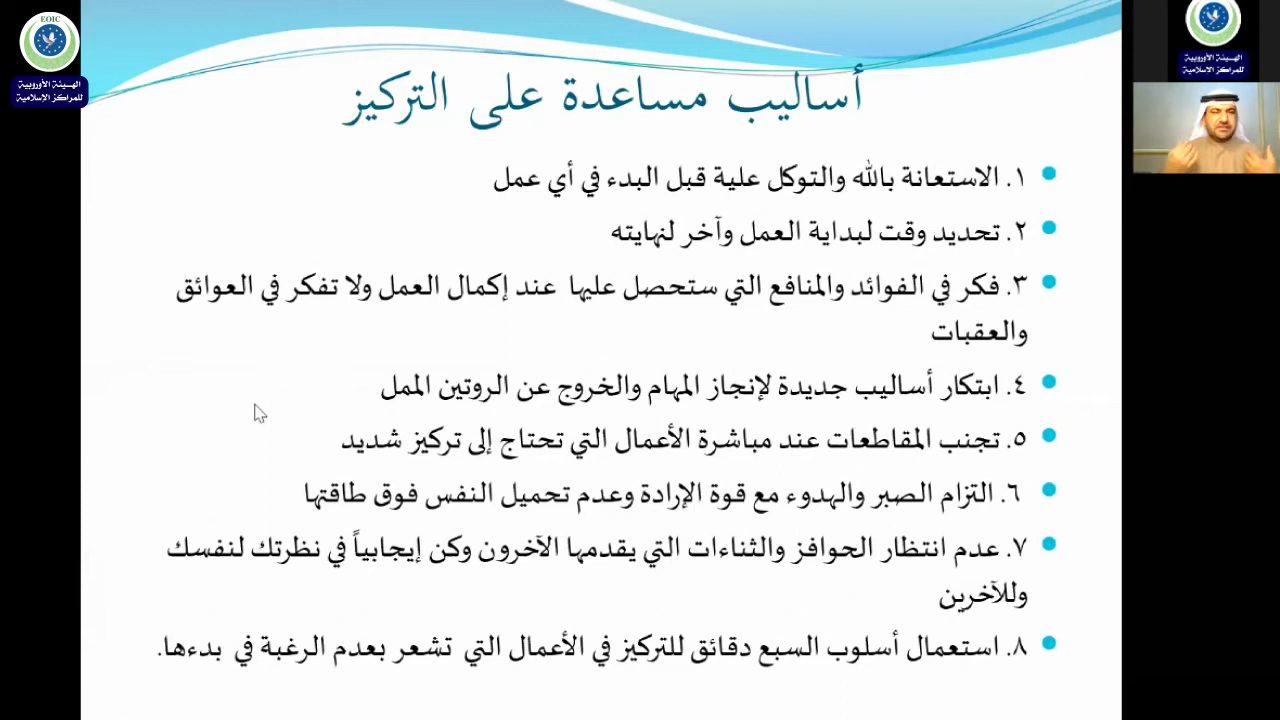 EOIC
الهيئة الأوروبية
للمراكز الإسلامية
أساليب مساعدة على التركيز
١. الاستعانة بالله والتوكل علية قبل البدء في أي عمل
٢. تحديد وقت لبداية العمل وآخر لنهايته
٣. فكر في الفوائد والمنافع التي ستحصل عليها عند إكمال العمل ولا تفكر في العوائق
والعقبات
٤. ابتكار أساليب جديدة لإنجاز المهام والخروج عن الروتين الممل
٥. تجنب المقاطعات عند مباشرة الأعمال التي تحتاج إلى تركيز شديد
٦. التزام الصبر والهدوء مع قوة الإرادة وعدم تحميل النفس فوق طاقتها
٧. عدم انتظار الحوافز والثناءات التي يقدمها الآخرون وكن إيجابياً في نظرتك لنفسك
وللآخرين
٨. استعمال أسلوب السبع دقائق للتركيز في الأعمال التي تشعر بعدم الرغبة في بدءها.
الهيئة الأوروبية
للمراكز الاسلامية